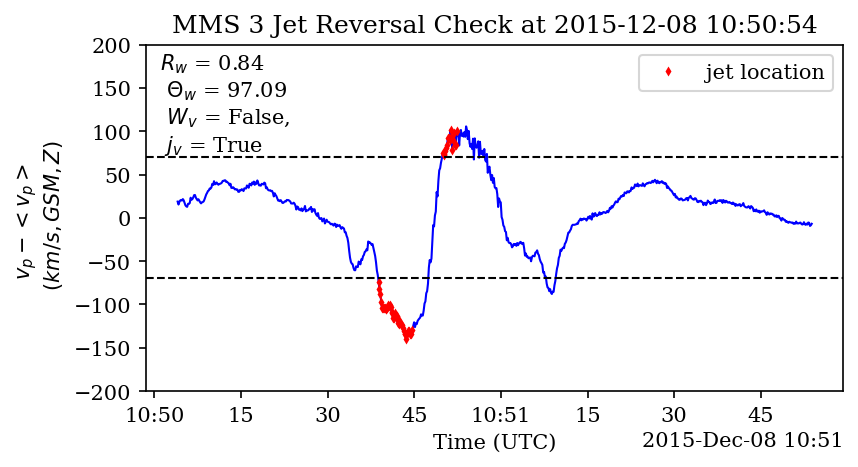 MMS 3 Jet Reversal Check at 2015-12-08 10:50:54
R_w = 0.84
Θ_w = 97.09
W_v = False,
j_v = True
jet location
200
150
100
50
0
−50
−100
−150
−200
v_p − < v_p >
(km/s, GSM, Z)
10:50 15 30 45 10:51 15 30 45
Time (UTC)
2015-Dec-08 10:51